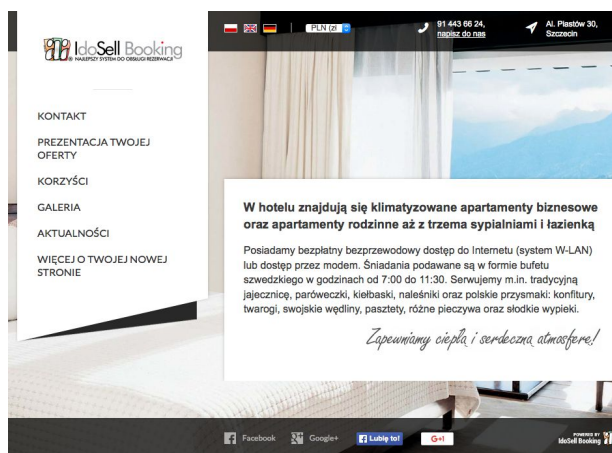 PLN (zł
91 443 66 24,
napisz do nas
Al. Piastów 30,
Szczecin
IdoSell Booking
NAJLEPSZY SYSTEM DO OBSŁUGI REZERWACJI
KONTAKT
PREZENTACJA TWOJEJ
OFERTY
KORZYŚCI
GALERIA
AKTUALNOŚCI
WIĘCEJ O TWOJEJ NOWEJ
STRONIE
W hotelu znajdują się klimatyzowane apartamenty biznesowe
oraz apartamenty rodzinne aż z trzema sypialniami i łazienką
Posiadamy bezpłatny bezprzewodowy dostęp do Internetu (system W-LAN)
lub dostęp przez modem. Śniadania podawane są w formie bufetu
szwedzkiego w godzinach od 7:00 do 11:30. Serwujemy m.in. tradycyjną
jajecznicę, paróweczki, kiełbaski, naleśniki oraz polskie przysmaki: konfitury,
twarogi, swojskie wędliny, pasztety, różne pieczywa oraz słodkie wypieki.
Zapewniamy ciepłą i serdeczną atmosferę!
Facebook
Google+
Lubię to!
G+1
POWERED BY
IdoSell Booking